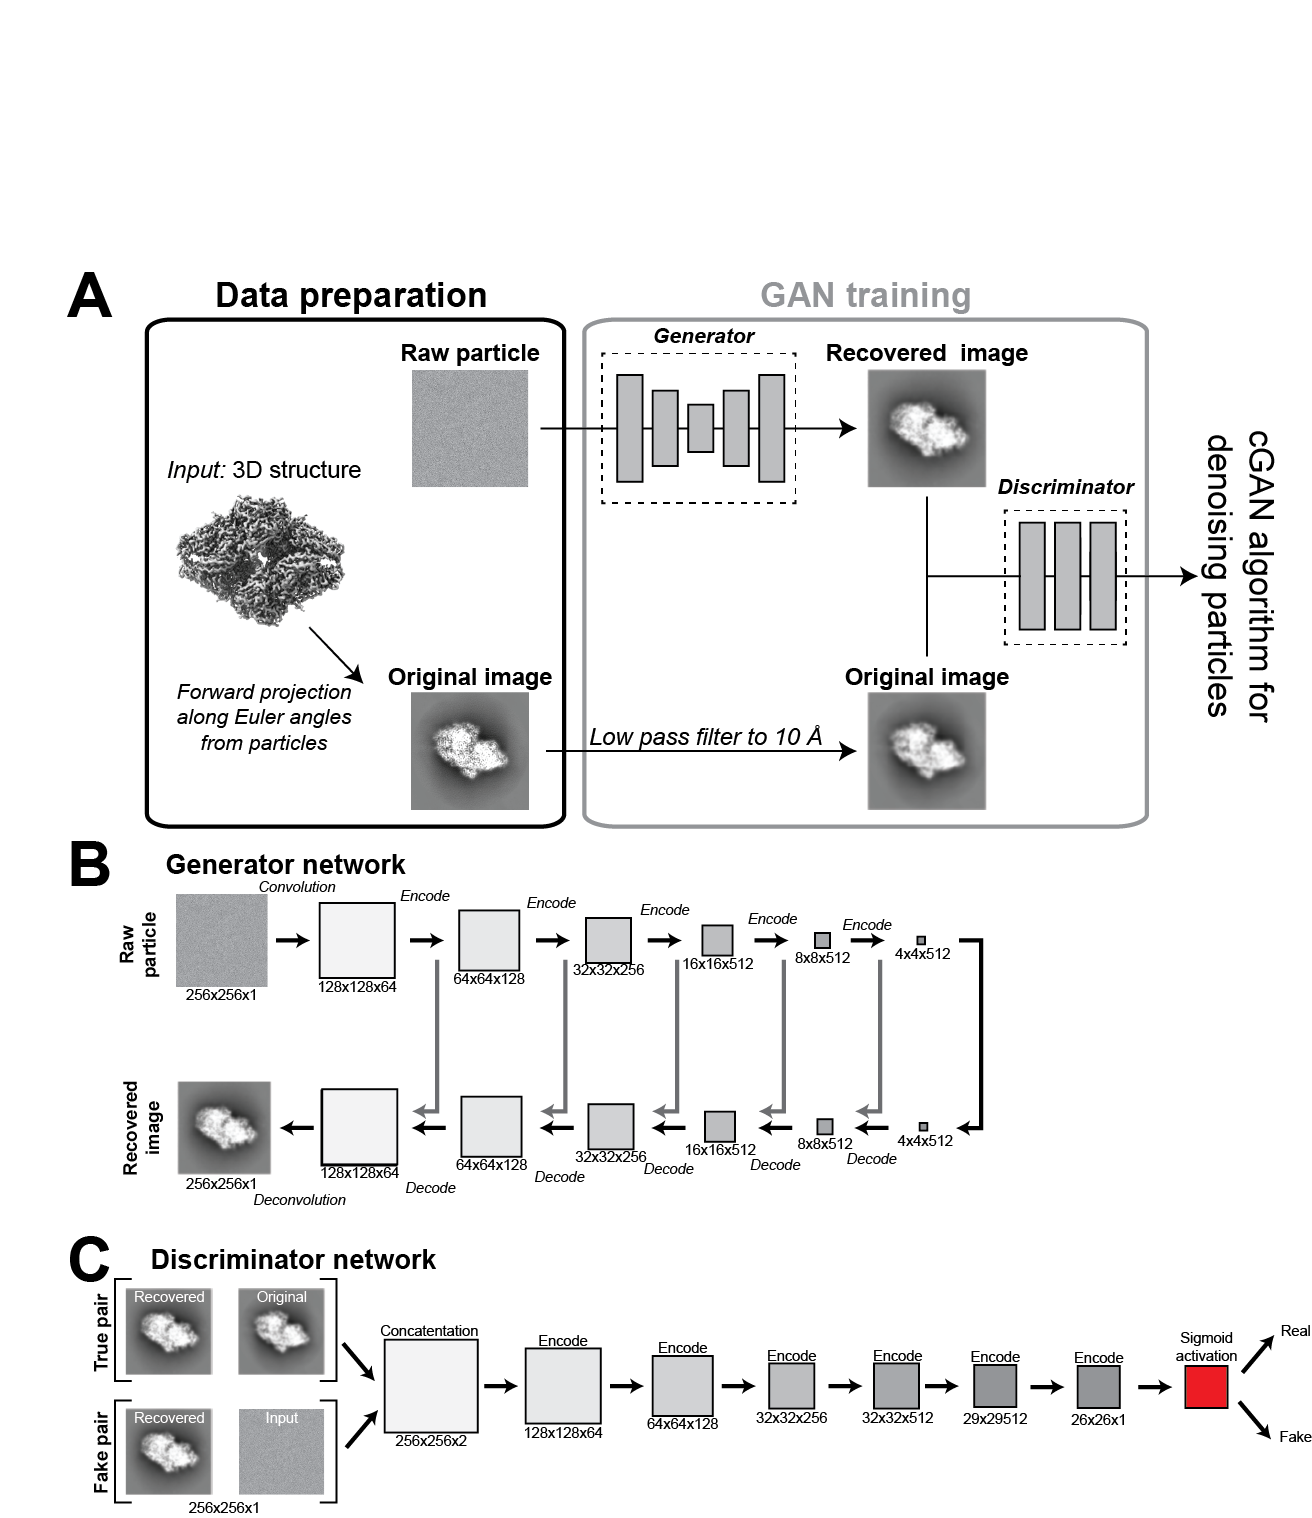 A
Data preparation
GAN training
Raw particle
Generator
Recovered image
Input: 3D structure
Discriminator
Forward projection
along Euler angles
from particles
Original image
Low pass filter to 10 Å
Original image
cGAN algorithm for
denoising particles
B
Generator network
Raw
particle
Convolution
Encode
Encode
Encode
Encode
Encode
256x256x1
128x128x64
64x64x128
32x32x256
16x16x512
8x8x512
4x4x512
Recovered
image
256x256x1
128x128x64
64x64x128
32x32x256
16x16x512
8x8x512
4x4x512
Deconvolution
Decode
Decode
Decode
Decode
Decode
C
Discriminator network
True pair
Recovered
Original
Fake pair
Recovered
Input
256x256x1
Concatentation
256x256x2
Encode
128x128x64
Encode
64x64x128
Encode
32x32x256
Encode
32x32x512
Encode
29x29512
Encode
26x26x1
Sigmoid
activation
Real
Fake